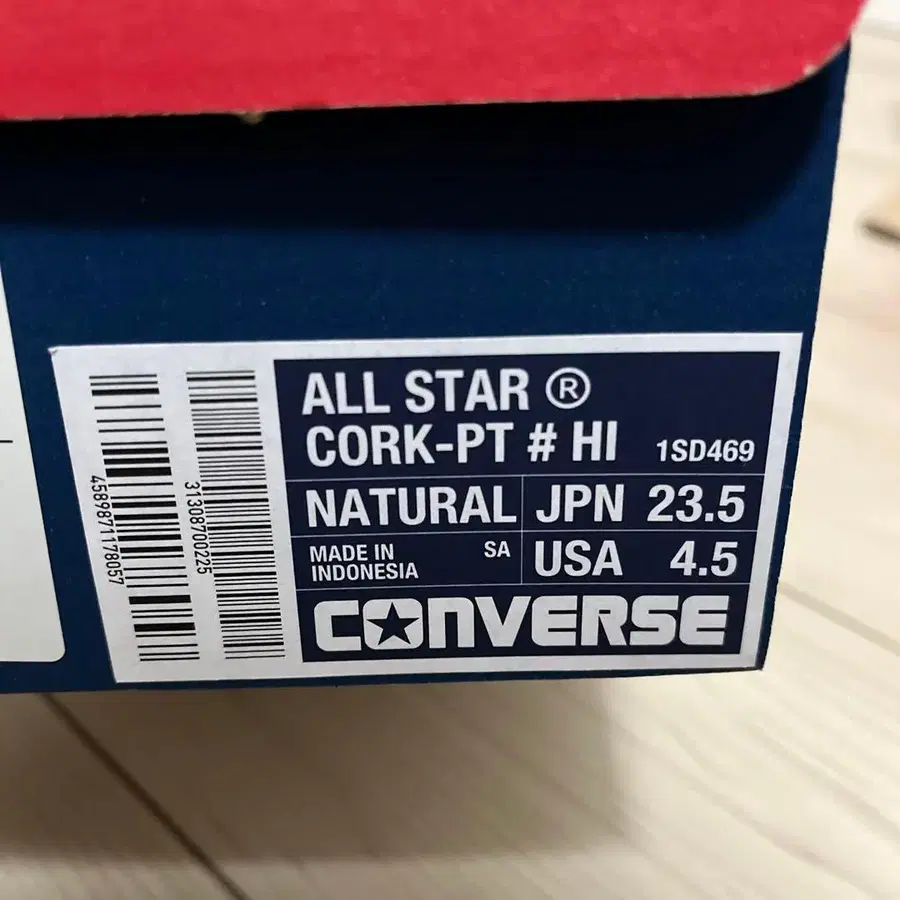 ALL STAR ®
CORK-PT # HI 1SD469
NATURAL JPN 23.5
MADE IN INDONESIA SA USA 4.5
CONVERSE
4589871178057
31308700225